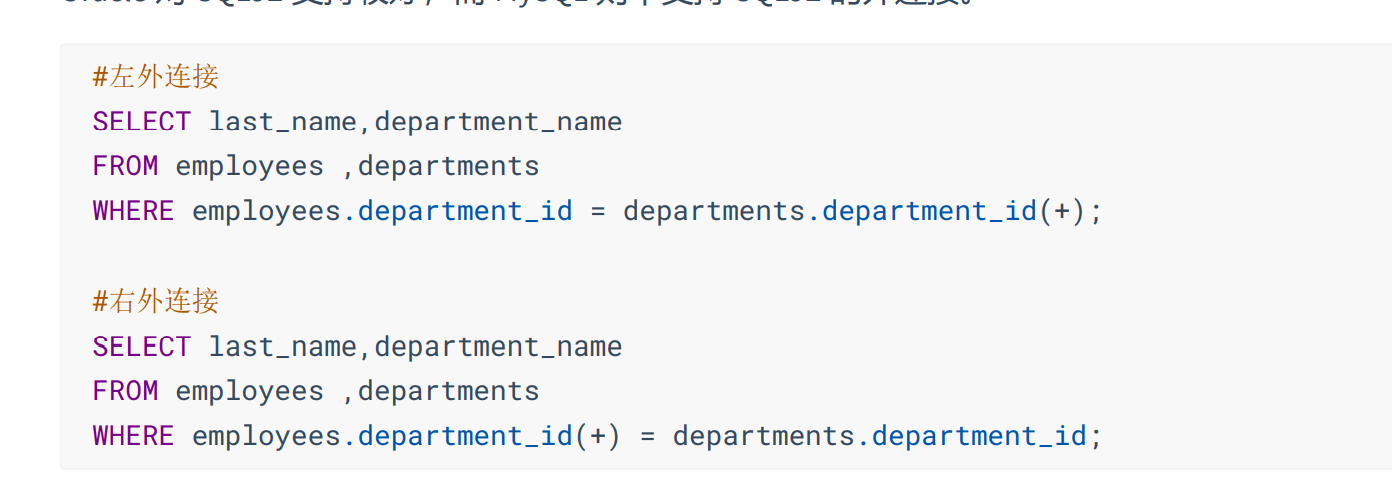 #左外连接
SELECT last_name,department_name
FROM employees ,departments
WHERE employees.department_id = departments.department_id(+);
#右外连接
SELECT last_name,department_name
FROM employees ,departments
WHERE employees.department_id(+) = departments.department_id;